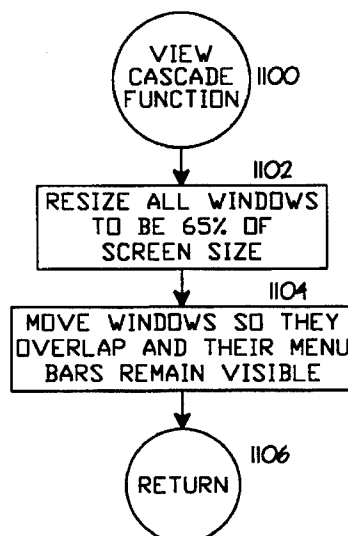 VIEW
CASCADE
FUNCTION
1100
1102
RESIZE ALL WINDOWS
TO BE 65% OF
SCREEN SIZE
1104
MOVE WINDOWS SO THEY
OVERLAP AND THEIR MENU
BARS REMAIN VISIBLE
RETURN
1106